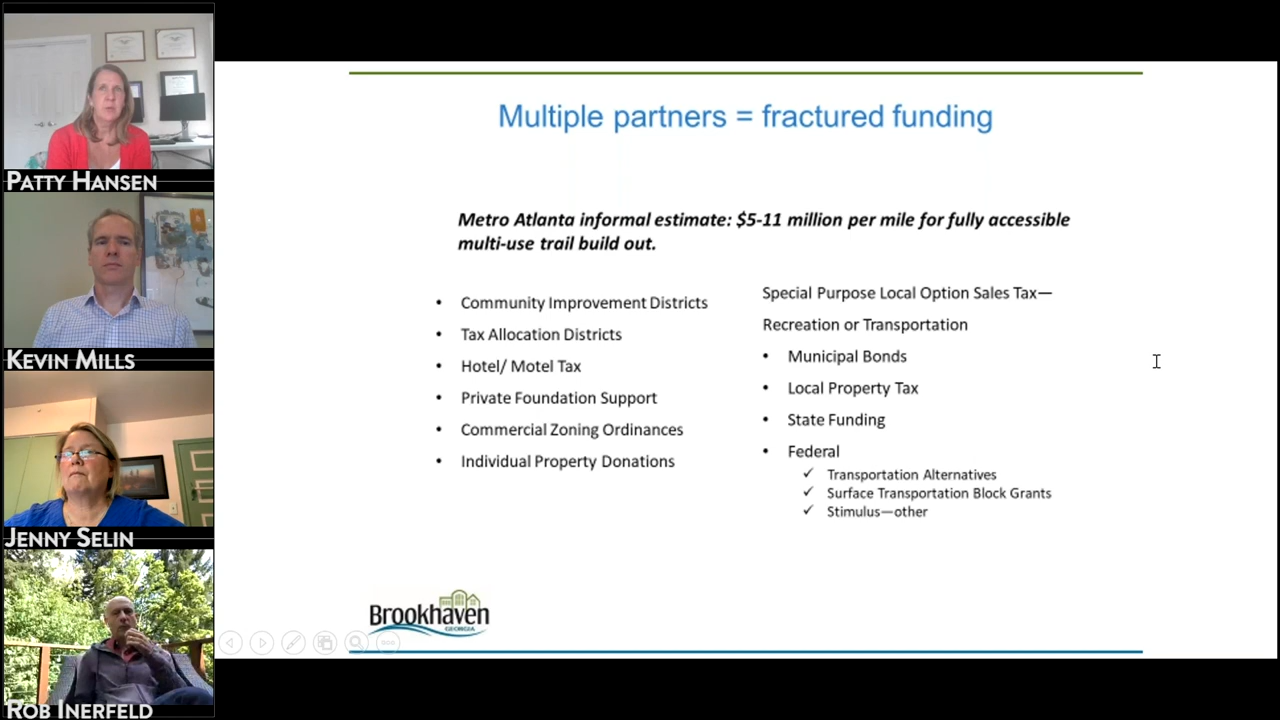 PATTY HANSEN
KEVIN MILLS
JENNY SELIN
ROB INERFELD
Multiple partners = fractured funding
Metro Atlanta informal estimate: $5-11 million per mile for fully accessible
multi-use trail build out.
• Community Improvement Districts
• Tax Allocation Districts
• Hotel/ Motel Tax
• Private Foundation Support
• Commercial Zoning Ordinances
• Individual Property Donations
Special Purpose Local Option Sales Tax—
Recreation or Transportation
• Municipal Bonds
• Local Property Tax
• State Funding
• Federal
✓ Transportation Alternatives
✓ Surface Transportation Block Grants
✓ Stimulus—other
Brookhaven
GEORGIA